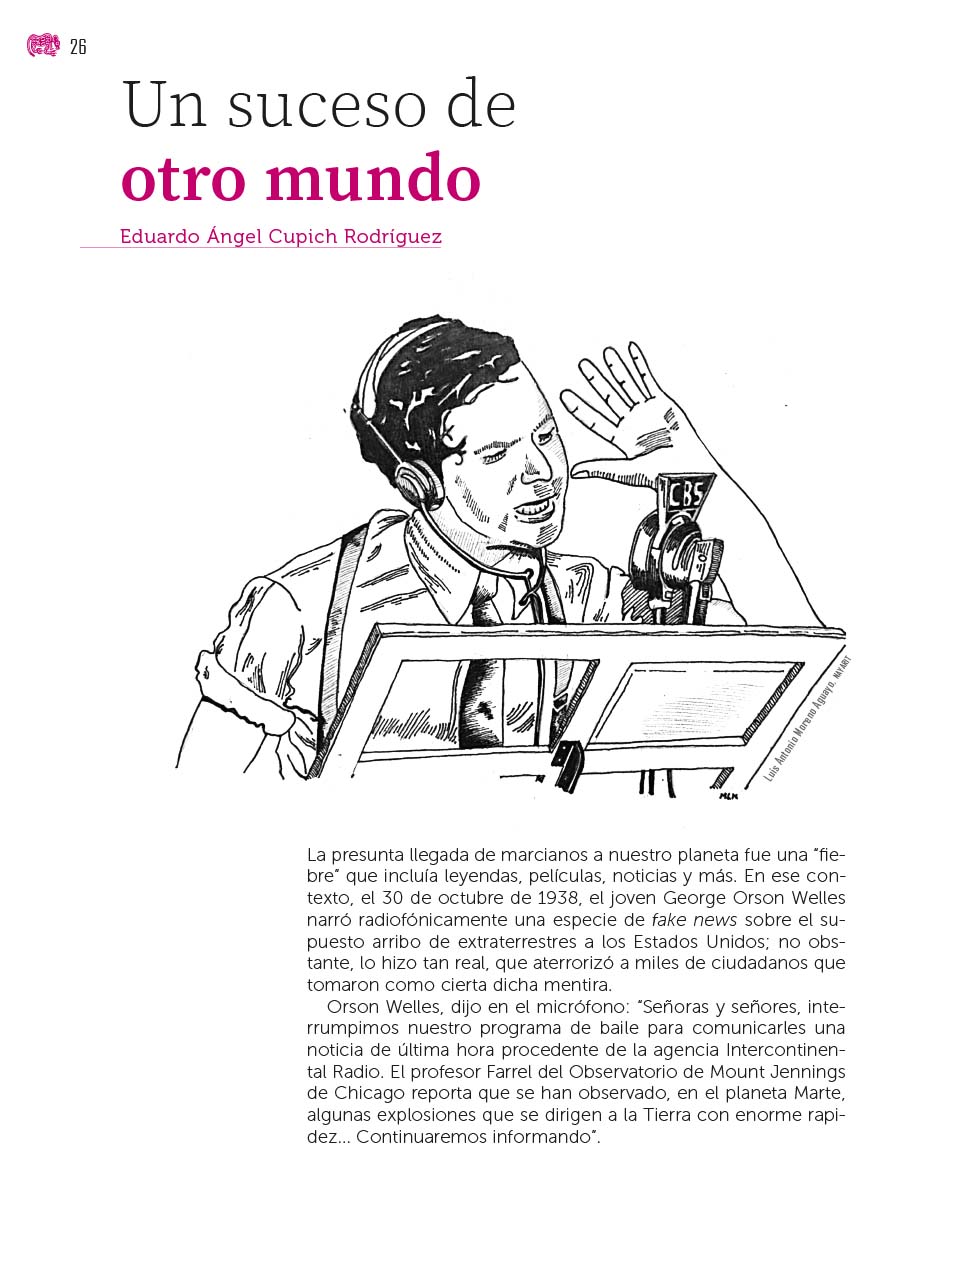 26
Un suceso de
otro mundo
Eduardo Ángel Cupich Rodríguez
CBS
Luis Antonio Moreno Aguayo. NAYARIT
MLM
La presunta llegada de marcianos a nuestro planeta fue una “fie-
bre” que incluía leyendas, películas, noticias y más. En ese con-
texto, el 30 de octubre de 1938, el joven George Orson Welles
narró radiofónicamente una especie de fake news sobre el su-
puesto arribo de extraterrestres a los Estados Unidos; no obs-
tante, lo hizo tan real, que aterrorizó a miles de ciudadanos que
tomaron como cierta dicha mentira.
Orson Welles, dijo en el micrófono: “Señoras y señores, inte-
rrumpimos nuestro programa de baile para comunicarles una
noticia de última hora procedente de la agencia Intercontinen-
tal Radio. El profesor Farrel del Observatorio de Mount Jennings
de Chicago reporta que se han observado, en el planeta Marte,
algunas explosiones que se dirigen a la Tierra con enorme rapi-
dez... Continuaremos informando”.